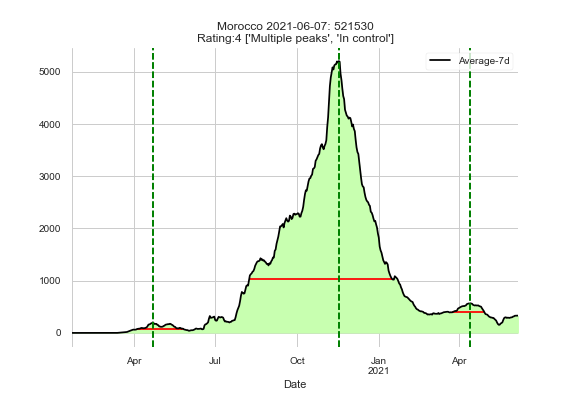 Morocco 2021-06-07: 521530
Rating:4 ['Multiple peaks', 'In control']
Average-7d
5000
4000
3000
2000
1000
0
Apr Jul Oct Jan Apr
2021
Date